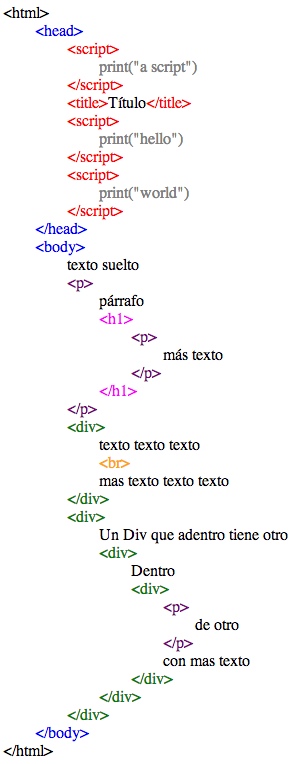 <html>
<head>
<script>
print("a script")
</script>
<title>Título</title>
<script>
print("hello")
</script>
<script>
print("world")
</script>
</head>
<body>
texto suelto
<p>
párrafo
<h1>
<p>
más texto
</p>
</h1>
</p>
<div>
texto texto texto
<br>
mas texto texto texto
</div>
<div>
Un Div que adentro tiene otro
<div>
Dentro
<div>
<p>
de otro
</p>
con mas texto
</div>
</div>
</div>
</body>
</html>